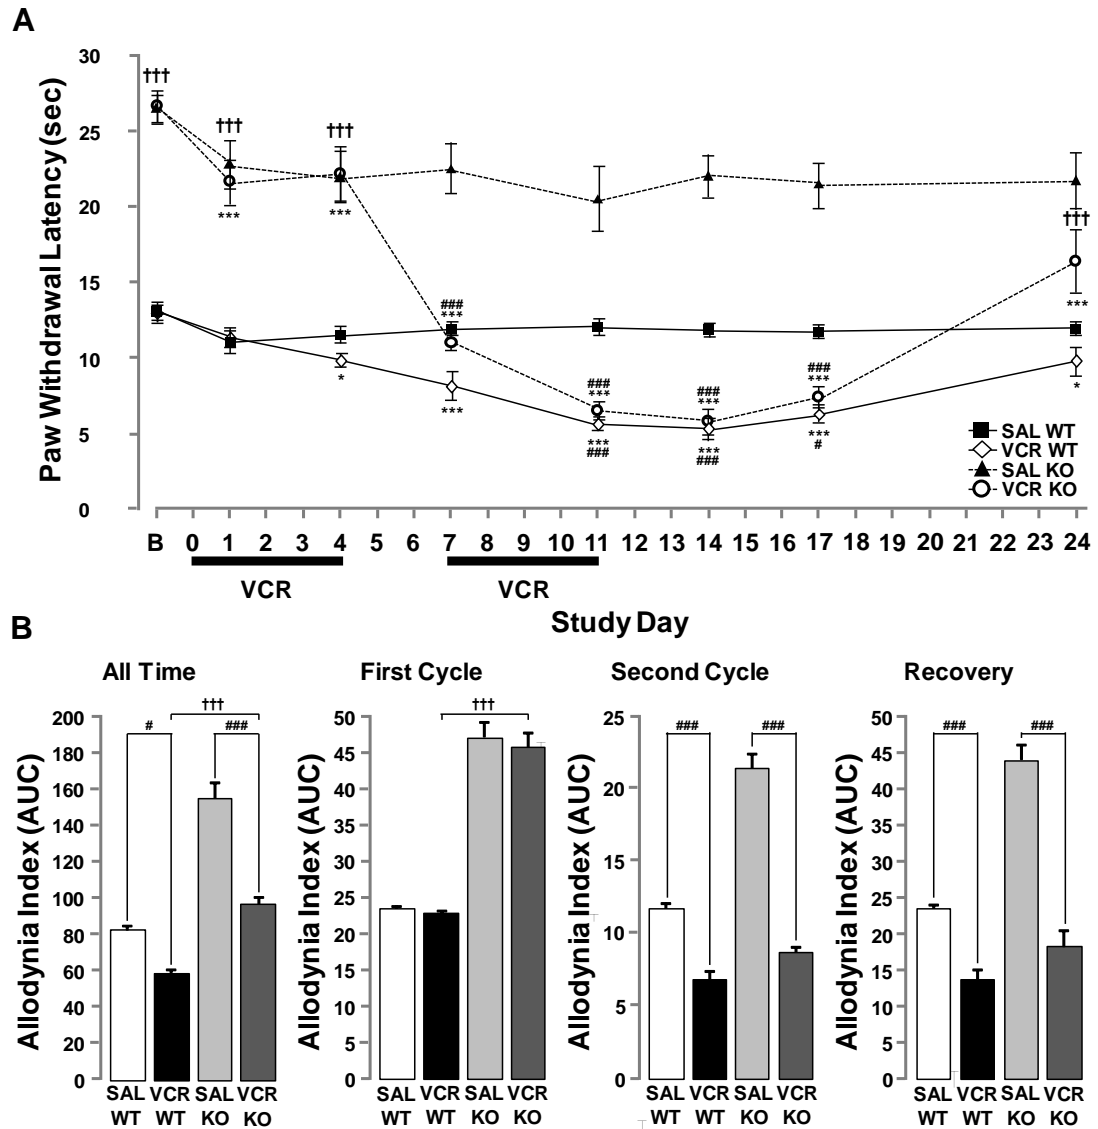 A
Paw Withdrawal Latency (sec)
30
25
20
15
10
5
0
†††
†††
†††
***
***
###
***
###
***
###
***
###
***
†††
***
*
***
***
###
***
###
***
#
*
SAL WT
VCR WT
SAL KO
VCR KO
B 0 1 2 3 4 5 6 7 8 9 10 11 12 13 14 15 16 17 18 19 20 21 22 23 24
VCR VCR
Study Day
B
All Time
Allodynia Index (AUC)
200
180
160
140
120
100
80
60
40
20
0
†††
# ###
SAL VCR SAL VCR
WT WT KO KO
First Cycle
Allodynia Index (AUC)
50
45
40
35
30
25
20
15
10
5
0
†††
SAL VCR SAL VCR
WT WT KO KO
Second Cycle
Allodynia Index (AUC)
25
20
15
10
5
0
### ###
SAL VCR SAL VCR
WT WT KO KO
Recovery
Allodynia Index (AUC)
50
45
40
35
30
25
20
15
10
5
0
### ###
SAL VCR SAL VCR
WT WT KO KO